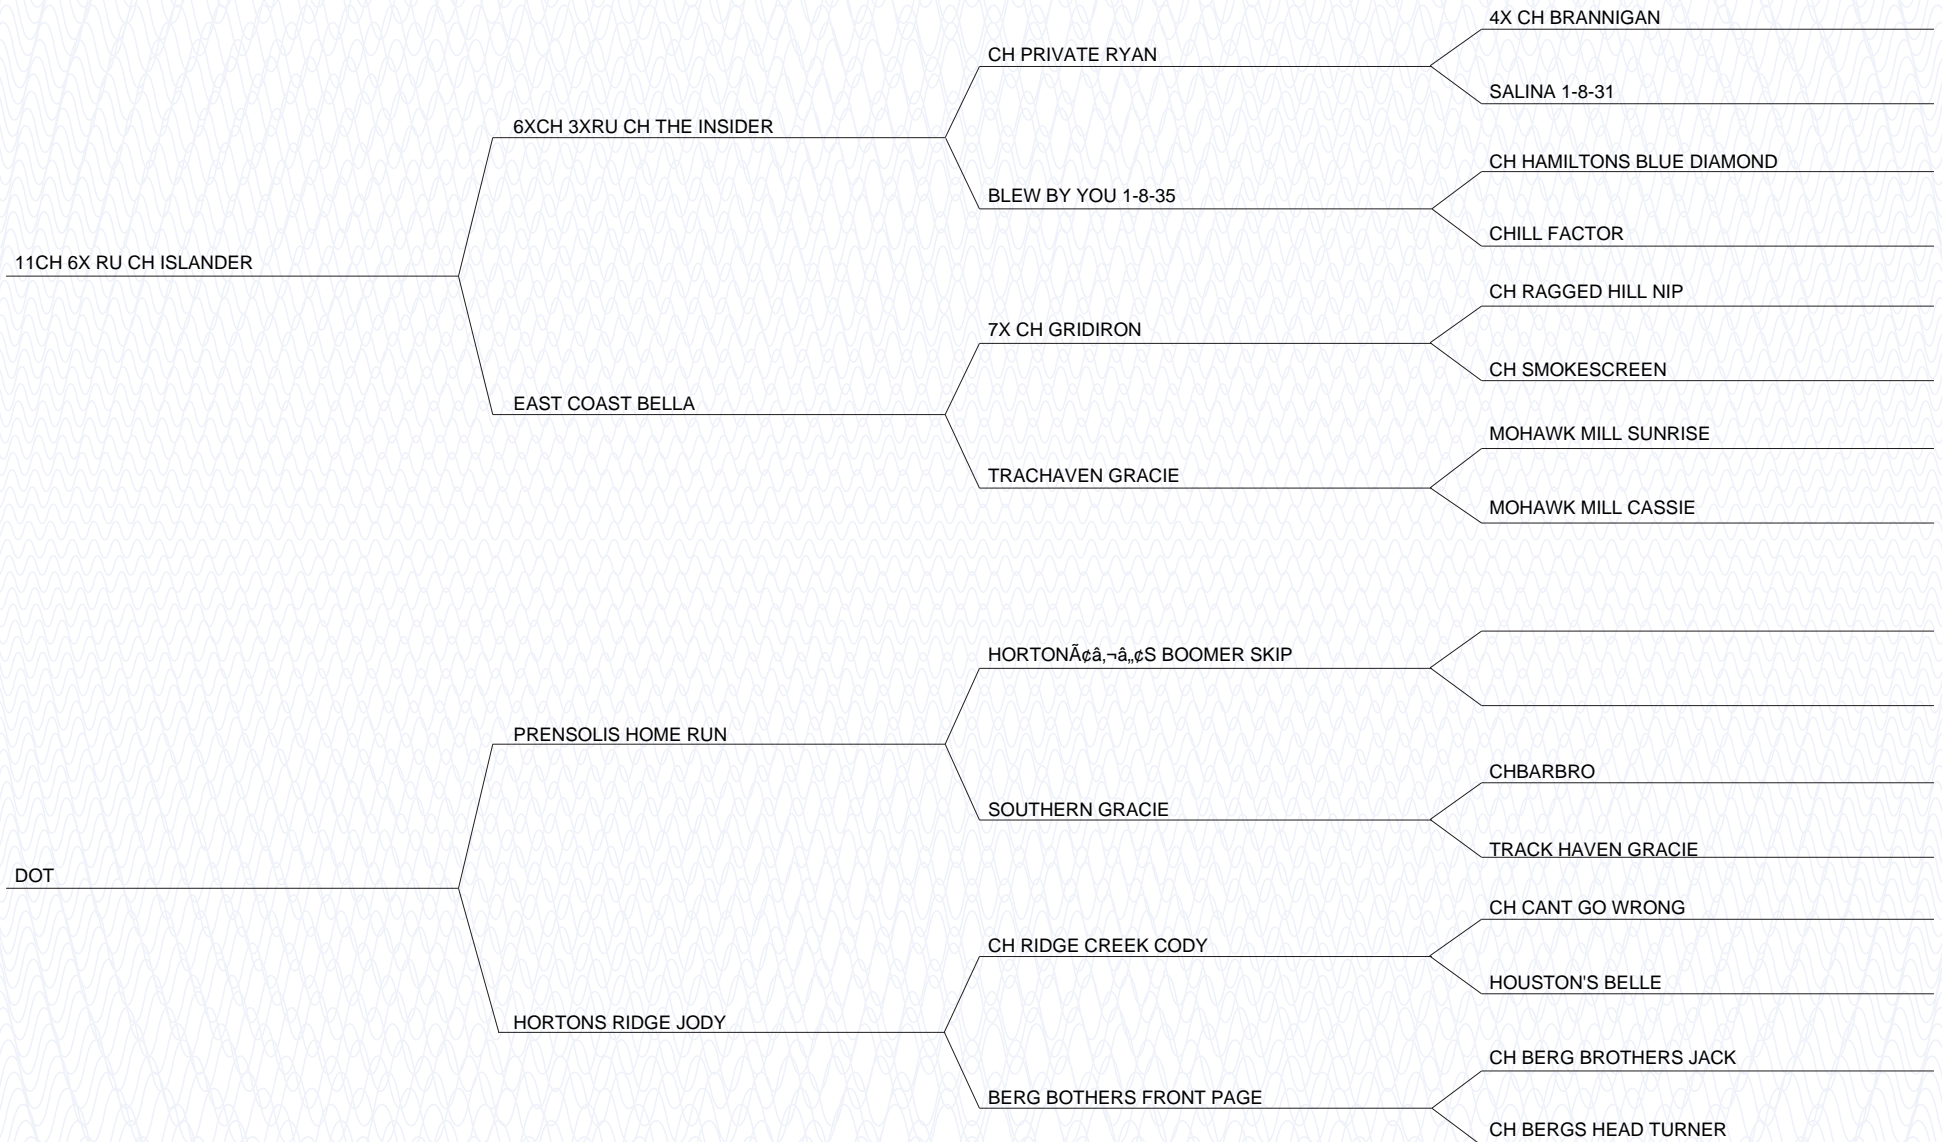 4X CH BRANNIGAN
CH PRIVATE RYAN
SALINA 1-8-31
6XCH 3XRU CH THE INSIDER
CH HAMILTONS BLUE DIAMOND
BLEW BY YOU 1-8-35
CHILL FACTOR
11CH 6X RU CH ISLANDER
CH RAGGED HILL NIP
7X CH GRIDIRON
CH SMOKESCREEN
EAST COAST BELLA
MOHAWK MILL SUNRISE
TRACHAVEN GRACIE
MOHAWK MILL CASSIE
HORTONÃ¢â‚¬â„¢S BOOMER SKIP
PRENSOLIS HOME RUN
CHBARBRO
SOUTHERN GRACIE
TRACK HAVEN GRACIE
DOT
CH CANT GO WRONG
CH RIDGE CREEK CODY
HOUSTON'S BELLE
HORTONS RIDGE JODY
CH BERG BROTHERS JACK
BERG BOTHERS FRONT PAGE
CH BERGS HEAD TURNER